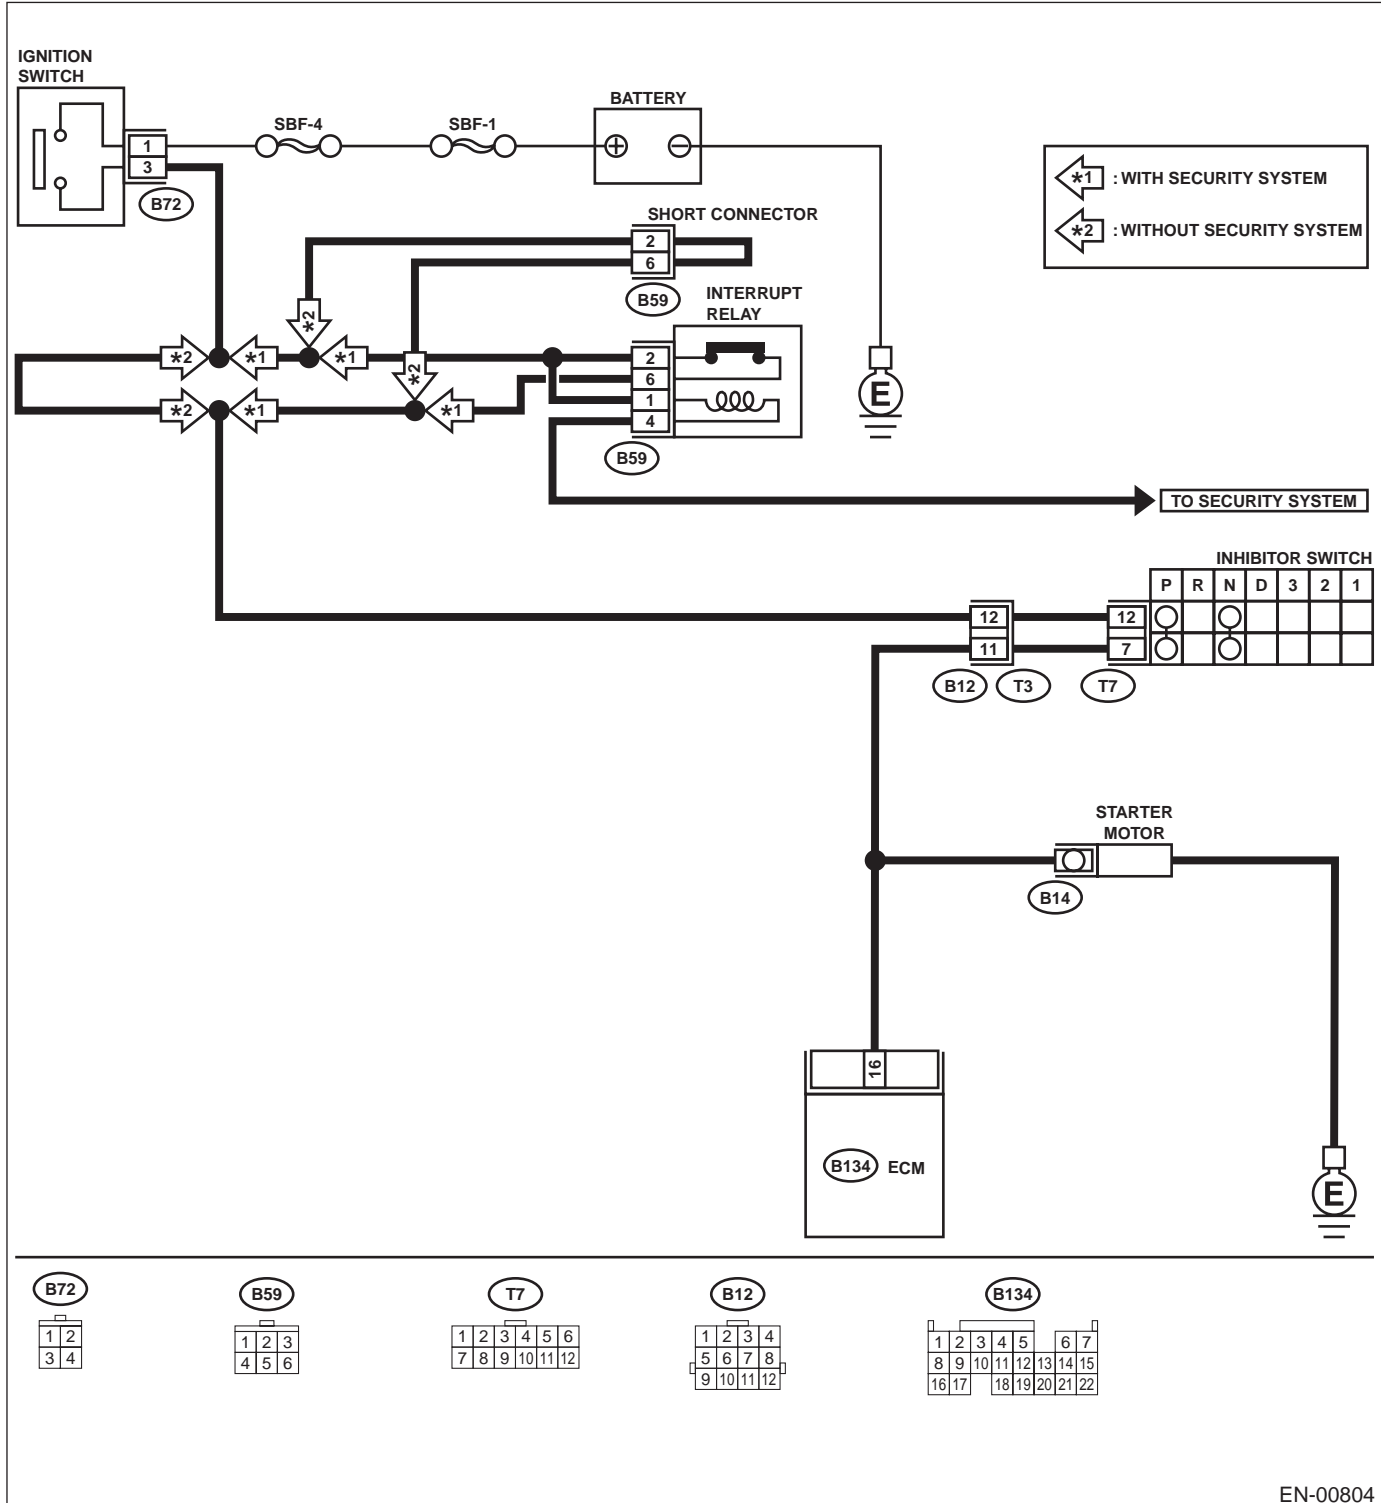 IGNITION
SWITCH
SBF-4
SBF-1
BATTERY
1
3
B72
*1 : WITH SECURITY SYSTEM
*2 : WITHOUT SECURITY SYSTEM
SHORT CONNECTOR
2
6
B59
INTERRUPT
RELAY
*2
*2
*1
*1
*2
2
6
1
4
*2
*1
*1
B59
E
TO SECURITY SYSTEM
INHIBITOR SWITCH
P R N D 3 2 1
12
11
12
7
B12
T3
T7
STARTER
MOTOR
B14
16
B134
ECM
E
B72
1 2
3 4
B59
1 2 3
4 5 6
T7
1 2 3 4 5 6
7 8 9 10 11 12
B12
1 2 3 4
5 6 7 8
9 10 11 12
B134
1 2 3 4 5 6 7
8 9 10 11 12 13 14 15
16 17 18 19 20 21 22
EN-00804